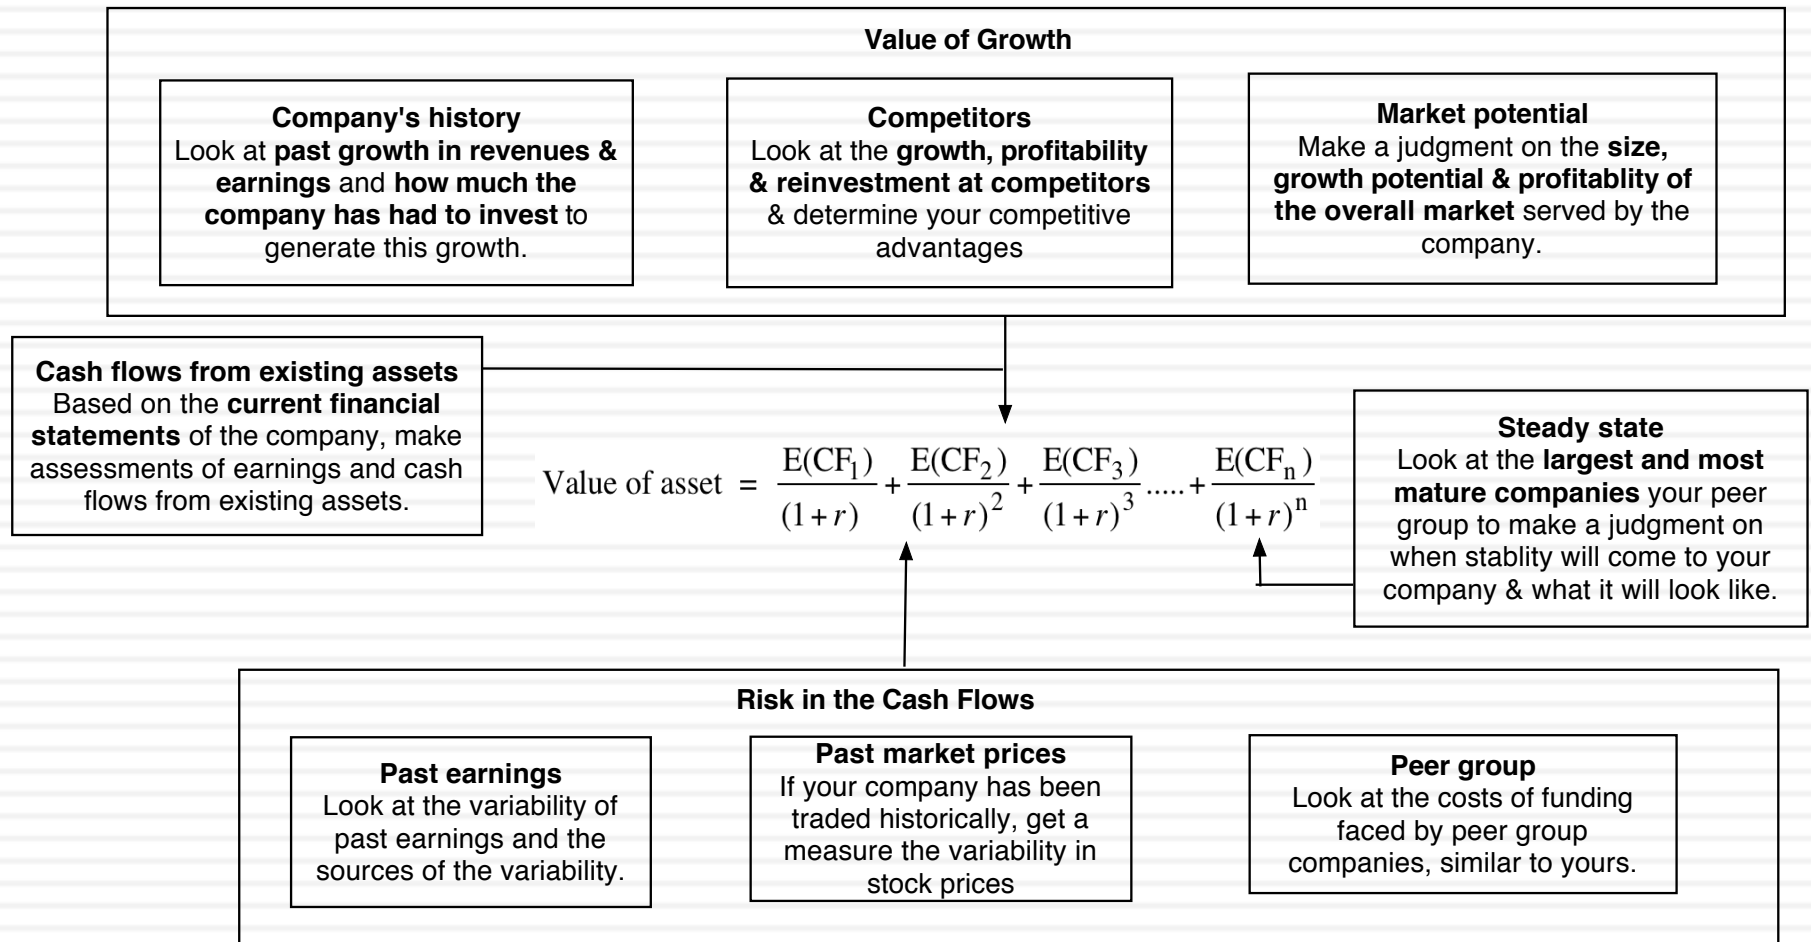 Value of Growth
Company's history
Look at past growth in revenues &
earnings and how much the
company has had to invest to
generate this growth.
Competitors
Look at the growth, profitability
& reinvestment at competitors
& determine your competitive
advantages
Market potential
Make a judgment on the size,
growth potential & profitablity of
the overall market served by the
company.
Cash flows from existing assets
Based on the current financial
statements of the company, make
assessments of earnings and cash
flows from existing assets.
Value of asset = E(CF₁)/(1+r) + E(CF₂)/(1+r)² + E(CF₃)/(1+r)³ ..... + E(CFₙ)/(1+r)ⁿ
Steady state
Look at the largest and most
mature companies your peer
group to make a judgment on
when stablity will come to your
company & what it will look like.
Risk in the Cash Flows
Past earnings
Look at the variability of
past earnings and the
sources of the variability.
Past market prices
If your company has been
traded historically, get a
measure the variability in
stock prices
Peer group
Look at the costs of funding
faced by peer group
companies, similar to yours.